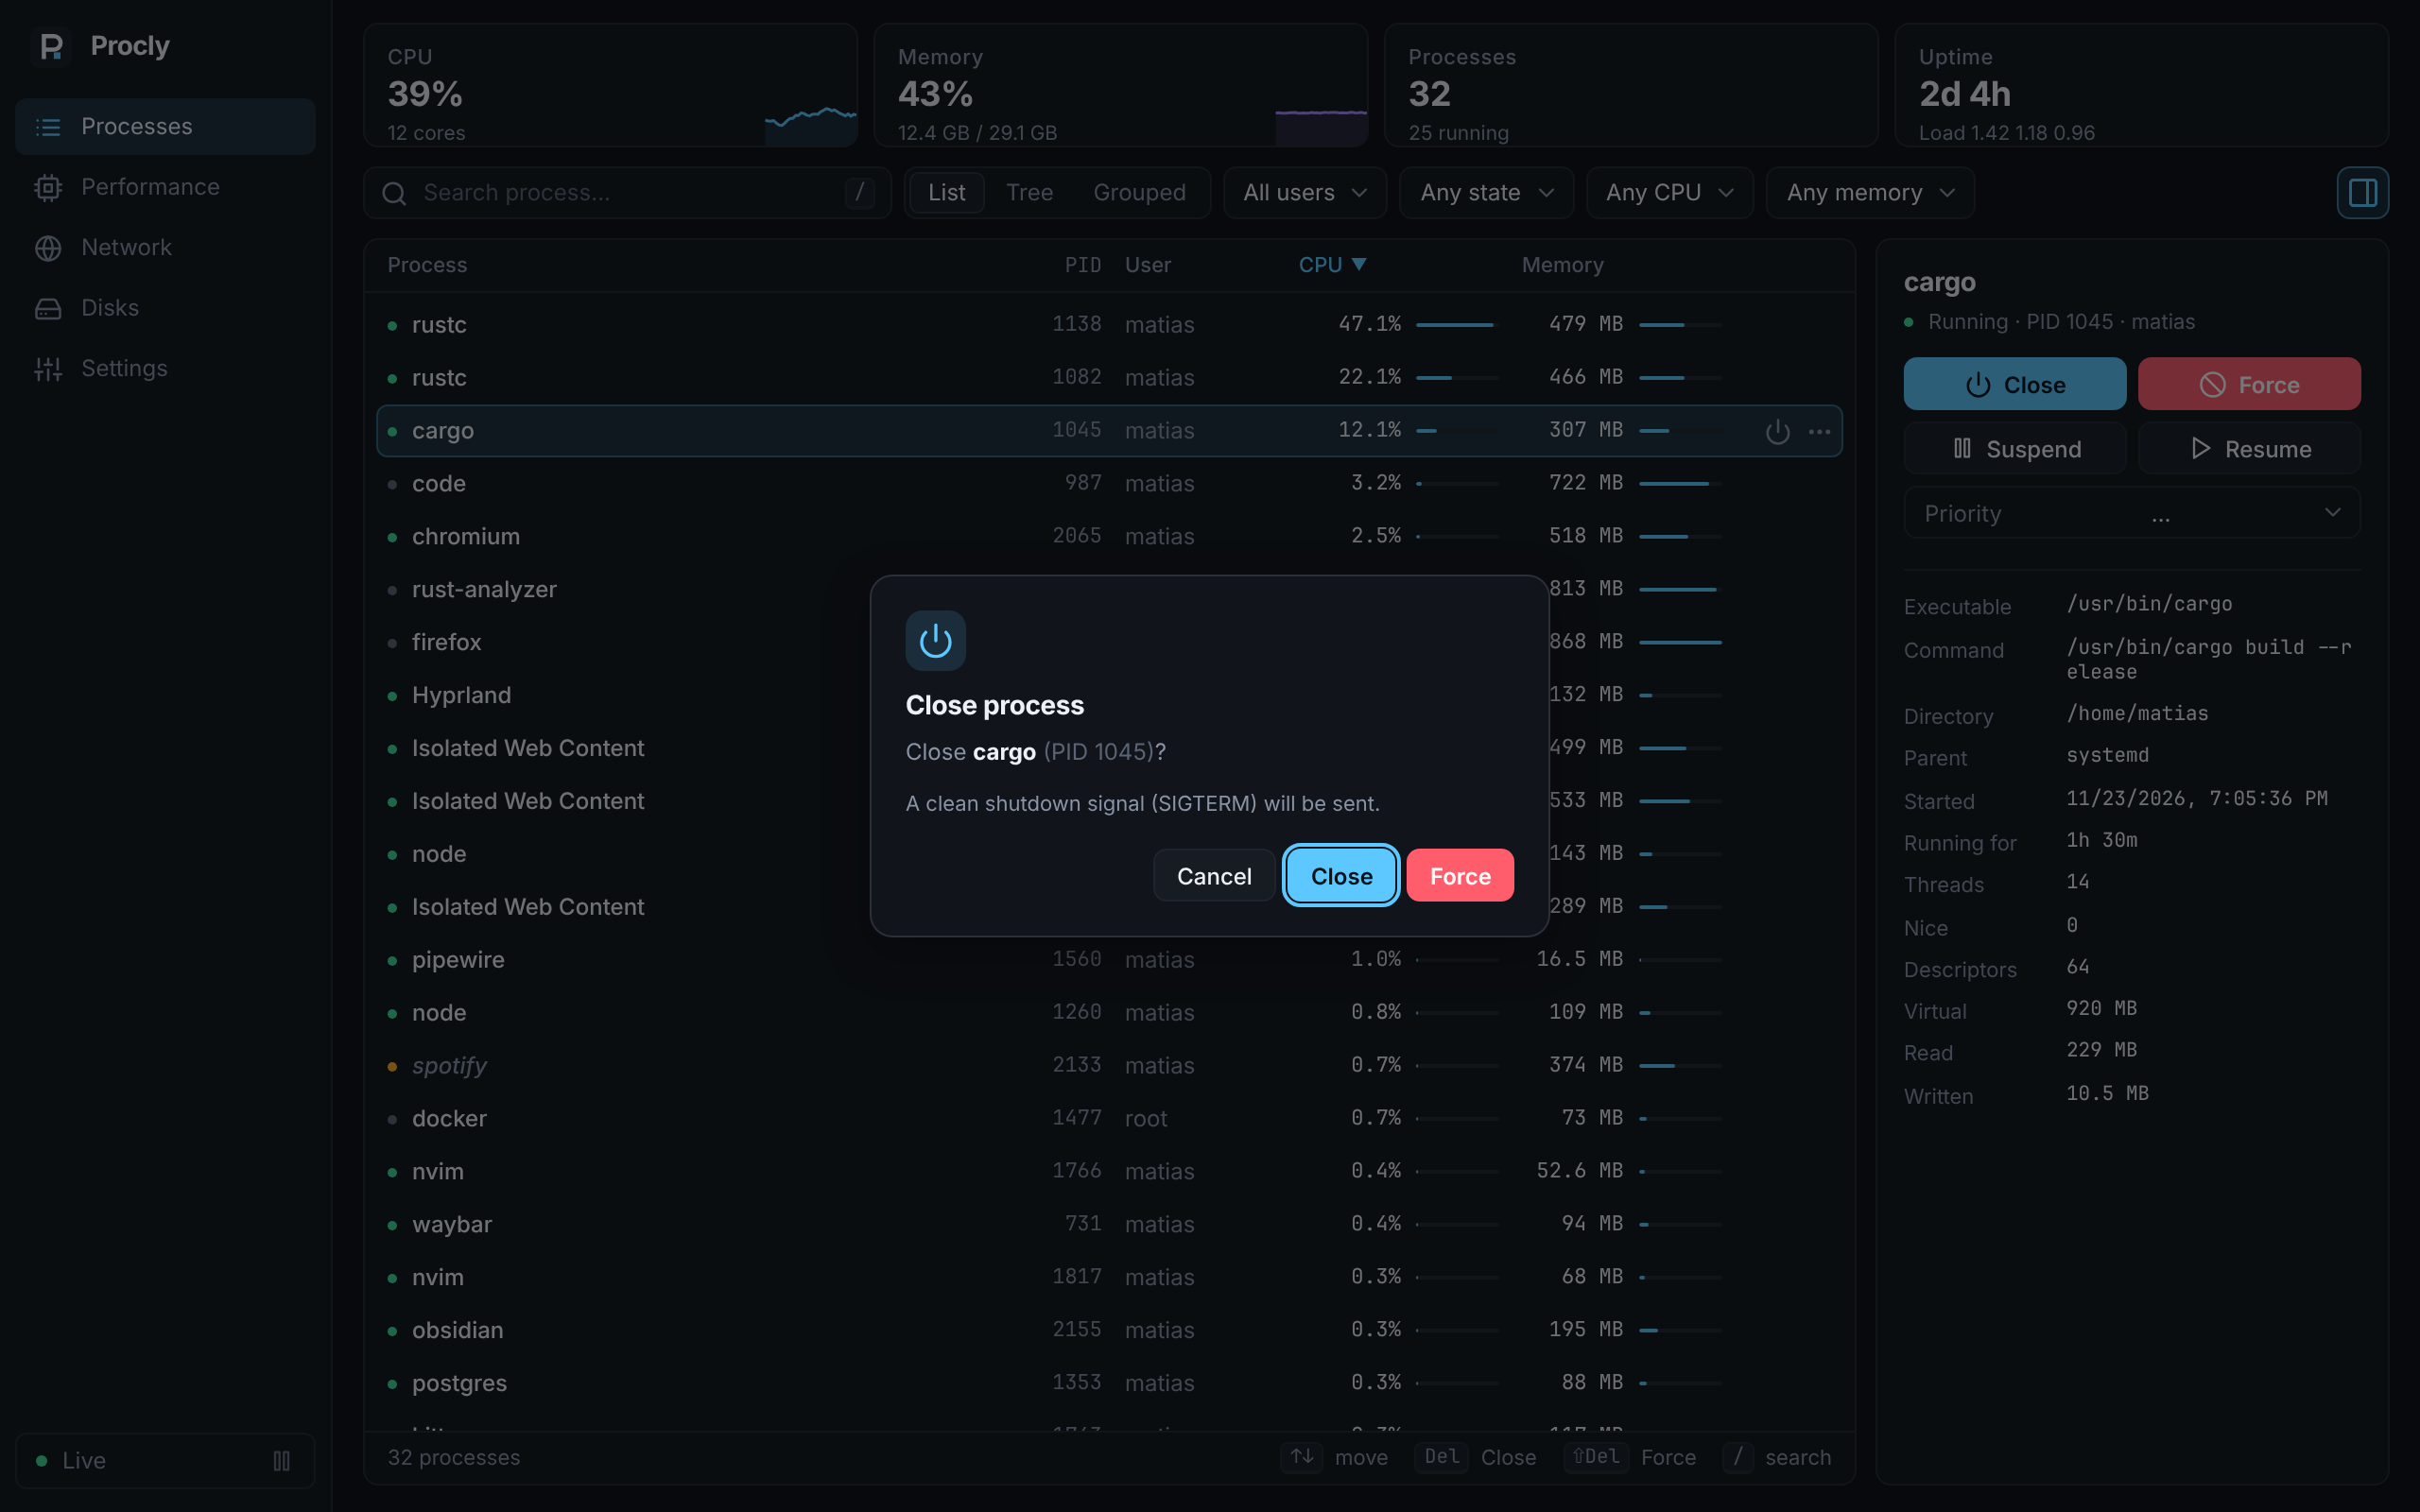 Procly
Processes
Performance
Network
Disks
Settings
Live
CPU
39%
12 cores
Memory
43%
12.4 GB / 29.1 GB
Processes
32
25 running
Uptime
2d 4h
Load 1.42 1.18 0.96
Search process... /
List Tree Grouped
All users
Any state
Any CPU
Any memory
Process PID User CPU ▼ Memory
rustc 1138 matias 47.1% 479 MB
rustc 1082 matias 22.1% 466 MB
cargo 1045 matias 12.1% 307 MB
code 987 matias 3.2% 722 MB
chromium 2065 matias 2.5% 518 MB
rust-analyzer 813 MB
firefox 868 MB
Hyprland 132 MB
Isolated Web Content 499 MB
Isolated Web Content 533 MB
node 143 MB
Isolated Web Content 289 MB
pipewire 1560 matias 1.0% 16.5 MB
node 1260 matias 0.8% 109 MB
spotify 2133 matias 0.7% 374 MB
docker 1477 root 0.7% 73 MB
nvim 1766 matias 0.4% 52.6 MB
waybar 731 matias 0.4% 94 MB
nvim 1817 matias 0.3% 68 MB
obsidian 2155 matias 0.3% 195 MB
postgres 1353 matias 0.3% 88 MB
32 processes ↑↓ move Del Close ⇧Del Force / search
Close process
Close cargo (PID 1045)?
A clean shutdown signal (SIGTERM) will be sent.
Cancel Close Force
cargo
Running · PID 1045 · matias
Close Force
Suspend Resume
Priority ...
Executable /usr/bin/cargo
Command /usr/bin/cargo build --r
elease
Directory /home/matias
Parent systemd
Started 11/23/2026, 7:05:36 PM
Running for 1h 30m
Threads 14
Nice 0
Descriptors 64
Virtual 920 MB
Read 229 MB
Written 10.5 MB